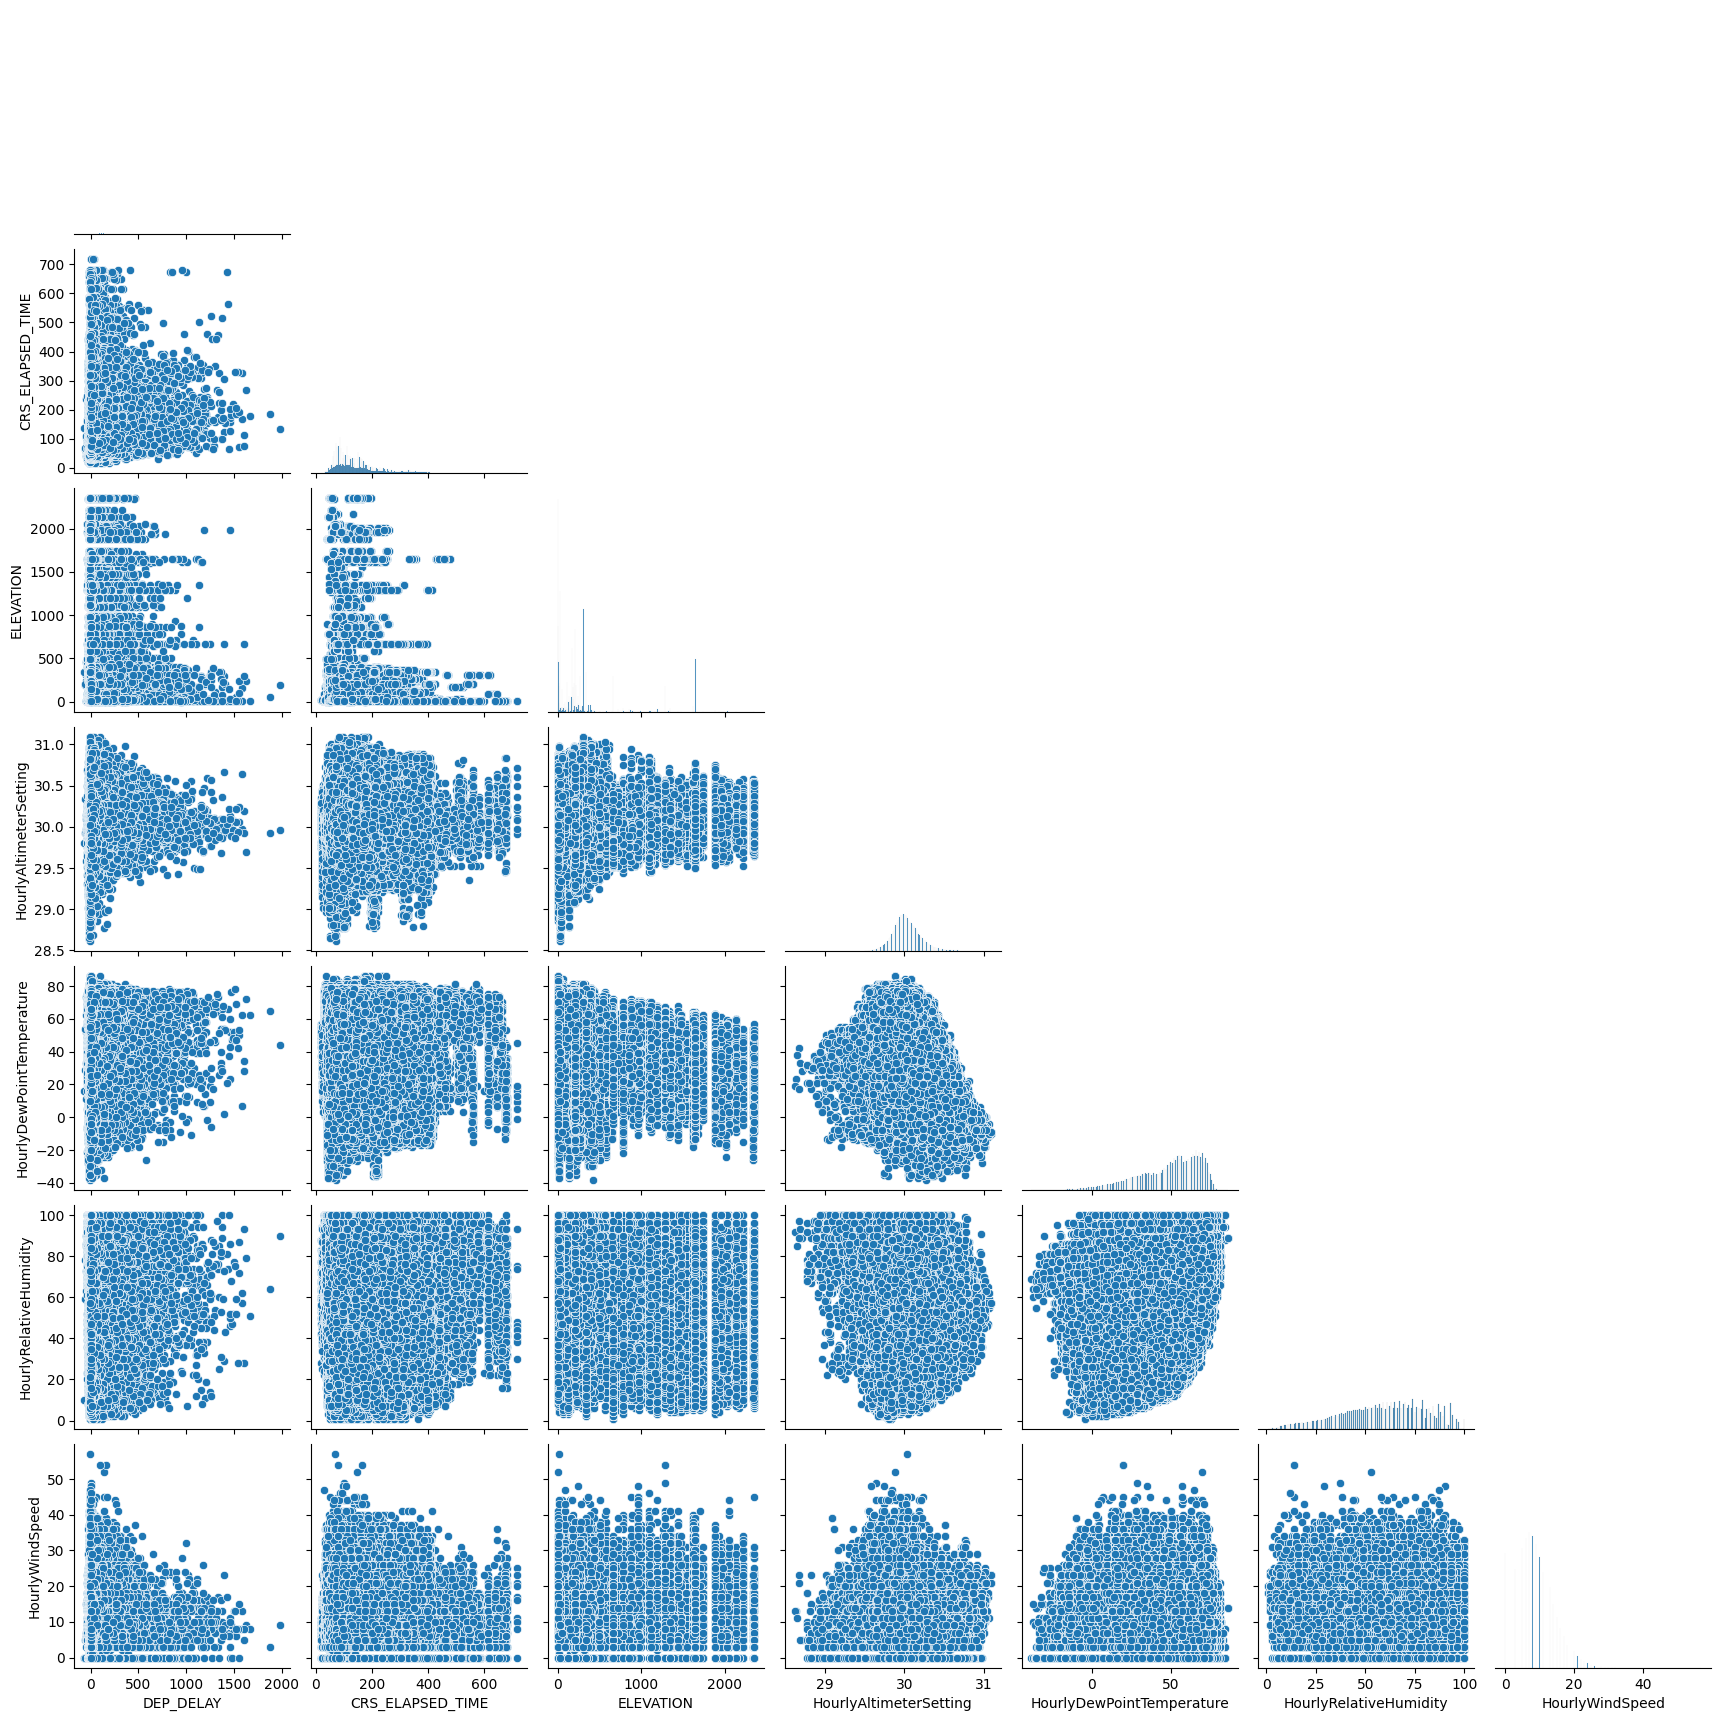 700
600
500
400
300
200
100
0
CRS_ELAPSED_TIME
2000
1500
1000
500
0
ELEVATION
31.0
30.5
30.0
29.5
29.0
28.5
HourlyAltimeterSetting
80
60
40
20
0
−20
−40
HourlyDewPointTemperature
100
80
60
40
20
0
HourlyRelativeHumidity
50
40
30
20
10
0
HourlyWindSpeed
0 500 1000 1500 2000
DEP_DELAY
0 200 400 600
CRS_ELAPSED_TIME
0 1000 2000
ELEVATION
29 30 31
HourlyAltimeterSetting
0 50
HourlyDewPointTemperature
0 25 50 75 100
HourlyRelativeHumidity
0 20 40
HourlyWindSpeed